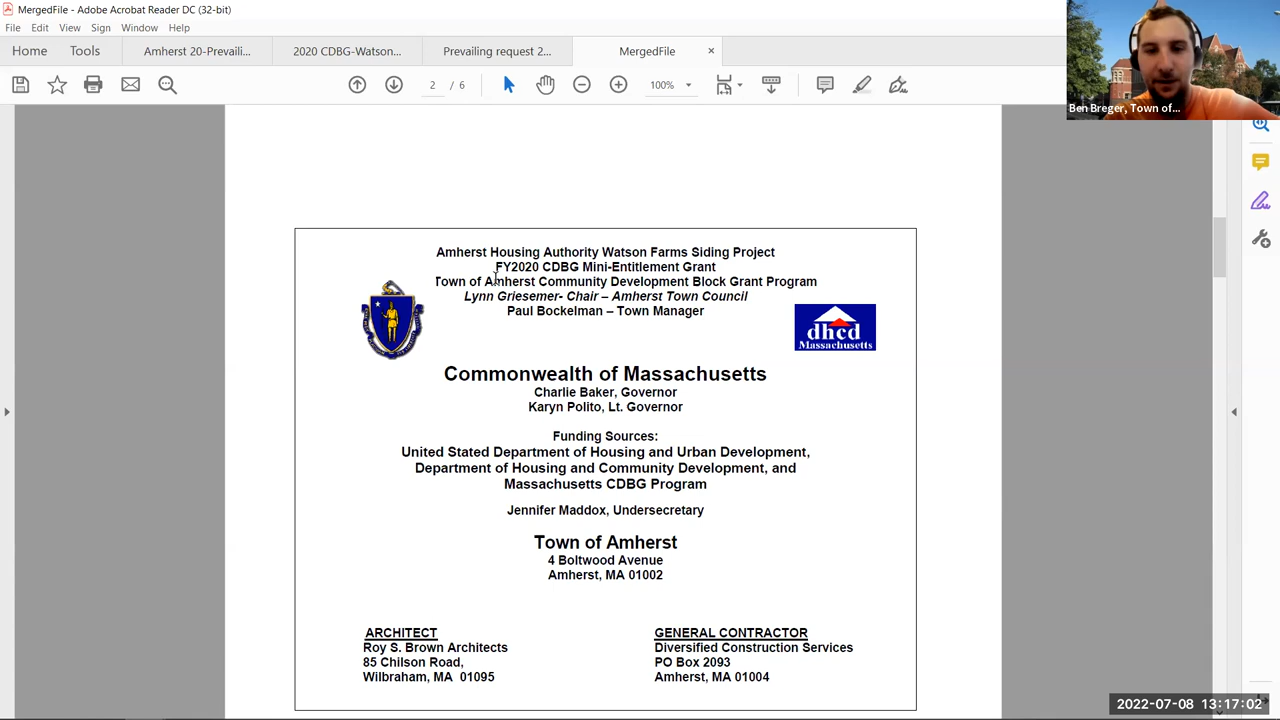 MergedFile - Adobe Acrobat Reader DC (32-bit)
File Edit View Sign Window Help
Home Tools Amherst 20-Prevaili... 2020 CDBG-Watson... Prevailing request 2... MergedFile ×
2 / 6 100%
Ben Breger, Town of...
Amherst Housing Authority Watson Farms Siding Project
FY2020 CDBG Mini-Entitlement Grant
Town of Amherst Community Development Block Grant Program
Lynn Griesemer- Chair – Amherst Town Council
Paul Bockelman – Town Manager
dhcd
Massachusetts
Commonwealth of Massachusetts
Charlie Baker, Governor
Karyn Polito, Lt. Governor
Funding Sources:
United Stated Department of Housing and Urban Development,
Department of Housing and Community Development, and
Massachusetts CDBG Program
Jennifer Maddox, Undersecretary
Town of Amherst
4 Boltwood Avenue
Amherst, MA 01002
ARCHITECT
Roy S. Brown Architects
85 Chilson Road,
Wilbraham, MA 01095
GENERAL CONTRACTOR
Diversified Construction Services
PO Box 2093
Amherst, MA 01004
2022-07-08 13:17:02